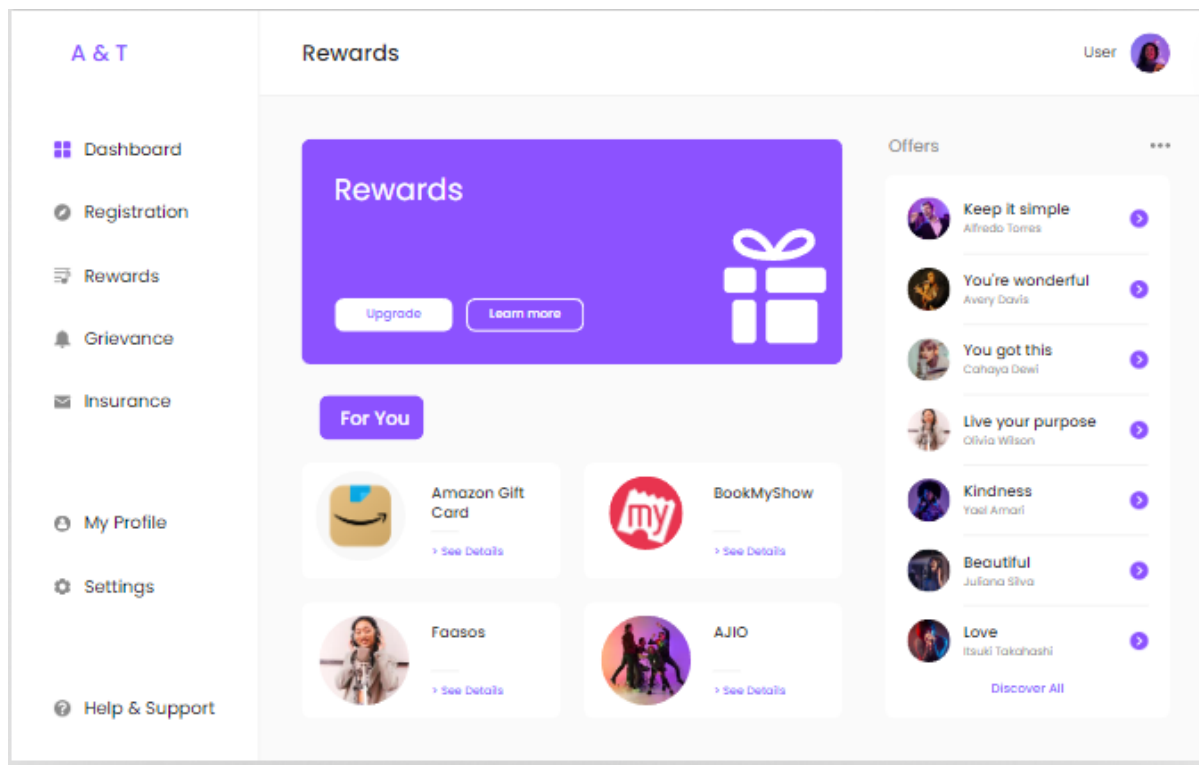 A & T
Rewards
User
Dashboard
Registration
Rewards
Grievance
Insurance
My Profile
Settings
Help & Support
Rewards
Upgrade
Learn more
For You
Amazon Gift
Card
> See Details
my
BookMyShow
> See Details
Faasos
> See Details
AJIO
> See Details
Offers
Keep it simple
Alfredo Torres
You're wonderful
Avery Davis
You got this
Cahaya Dewi
Live your purpose
Olivia Wilson
Kindness
Yael Amari
Beautiful
Juliana Silva
Love
Itsuki Takahashi
Discover All